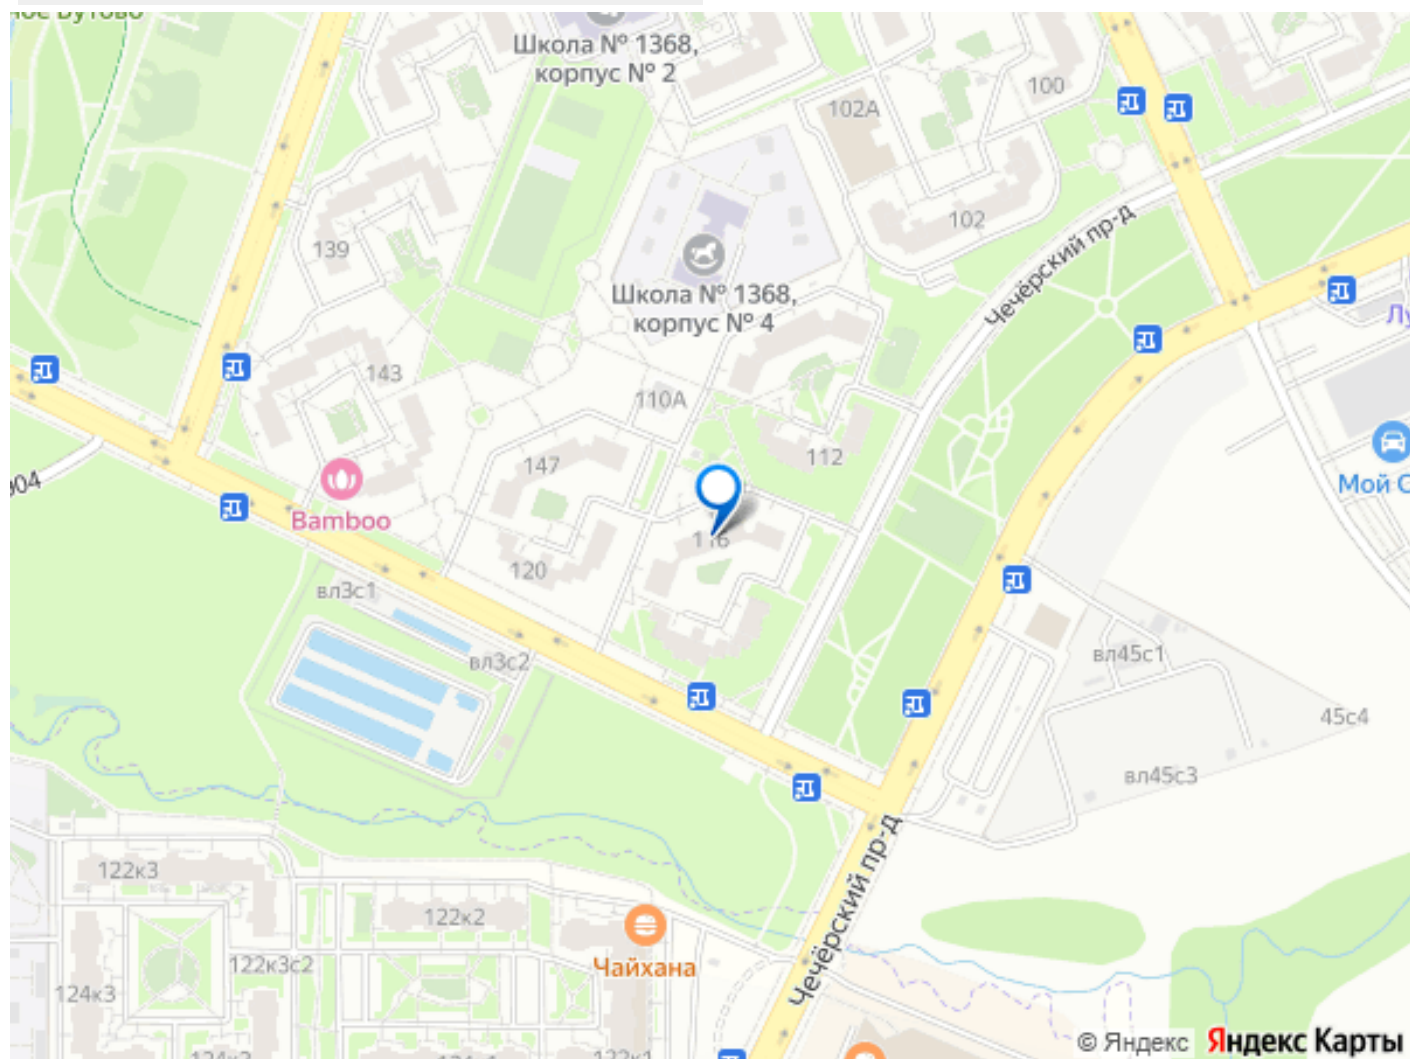 Школа № 1368,
корпус № 2
100
102А
102
Чечёрский пр-д
139
Школа № 1368,
корпус № 4
143
110А
112
147
Мой С
Bamboo
116
120
вл3с1
вл3с2
вл45с1
45с4
вл45с3
Чечёрский пр-д
122к3
122к2
122к3с2
Чайхана
124к3
© Яндекс Яндекс Карты